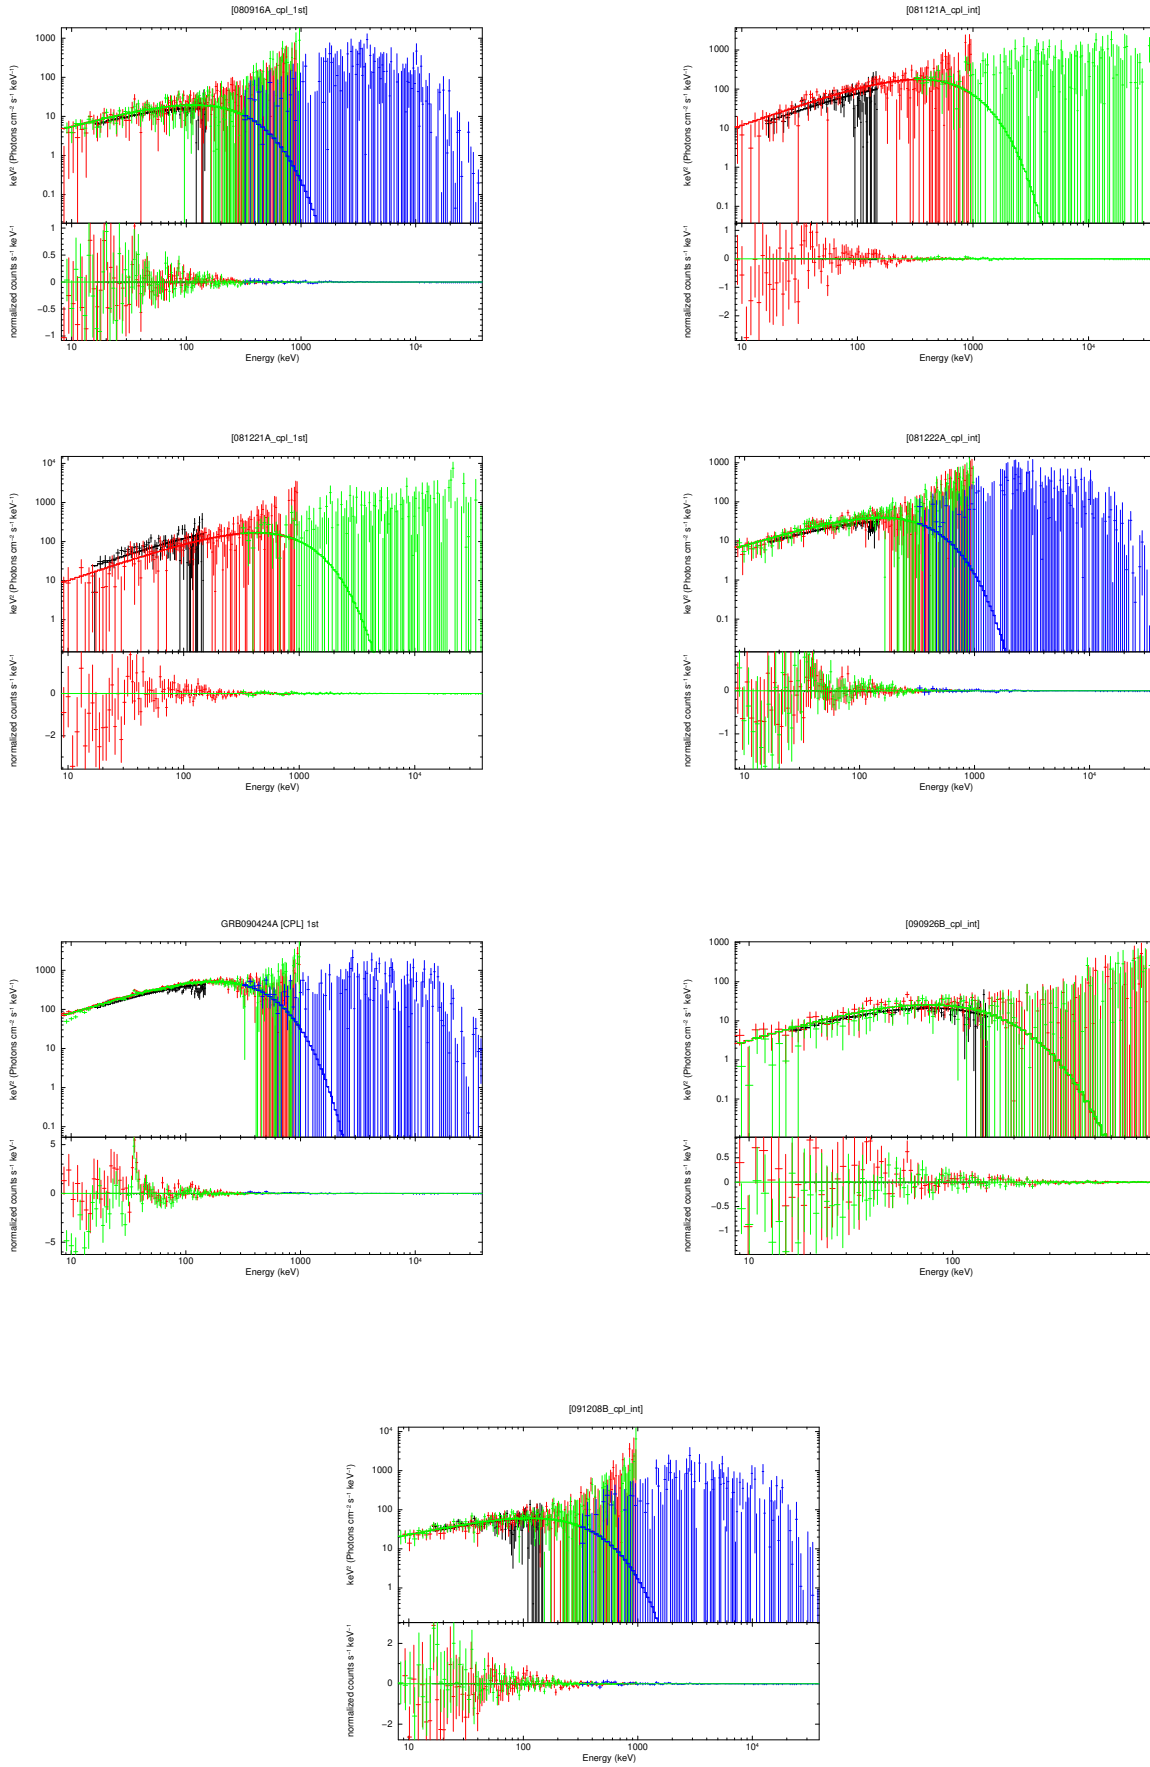 [080916A_cpl_1st]
keV² (Photons cm⁻² s⁻¹ keV⁻¹)
1000
100
10
1
0.1
normalized counts s⁻¹ keV⁻¹
1
0.5
0
−0.5
−1
10 100 1000 10⁴
Energy (keV)
[081121A_cpl_int]
keV² (Photons cm⁻² s⁻¹ keV⁻¹)
1000
100
10
1
0.1
normalized counts s⁻¹ keV⁻¹
1
0
−1
−2
10 100 1000 10⁴
Energy (keV)
[081221A_cpl_1st]
keV² (Photons cm⁻² s⁻¹ keV⁻¹)
10⁴
1000
100
10
1
normalized counts s⁻¹ keV⁻¹
0
−2
10 100 1000 10⁴
Energy (keV)
[081222A_cpl_int]
keV² (Photons cm⁻² s⁻¹ keV⁻¹)
1000
100
10
1
0.1
normalized counts s⁻¹ keV⁻¹
0
−1
10 100 1000 10⁴
Energy (keV)
GRB090424A [CPL] 1st
keV² (Photons cm⁻² s⁻¹ keV⁻¹)
1000
100
10
1
0.1
normalized counts s⁻¹ keV⁻¹
5
0
−5
10 100 1000 10⁴
Energy (keV)
[090926B_cpl_int]
keV² (Photons cm⁻² s⁻¹ keV⁻¹)
1000
100
10
1
0.1
0.01
normalized counts s⁻¹ keV⁻¹
0.5
0
−0.5
−1
10 100
Energy (keV)
[091208B_cpl_int]
keV² (Photons cm⁻² s⁻¹ keV⁻¹)
10⁴
1000
100
10
1
normalized counts s⁻¹ keV⁻¹
2
0
−2
10 100 1000 10⁴
Energy (keV)